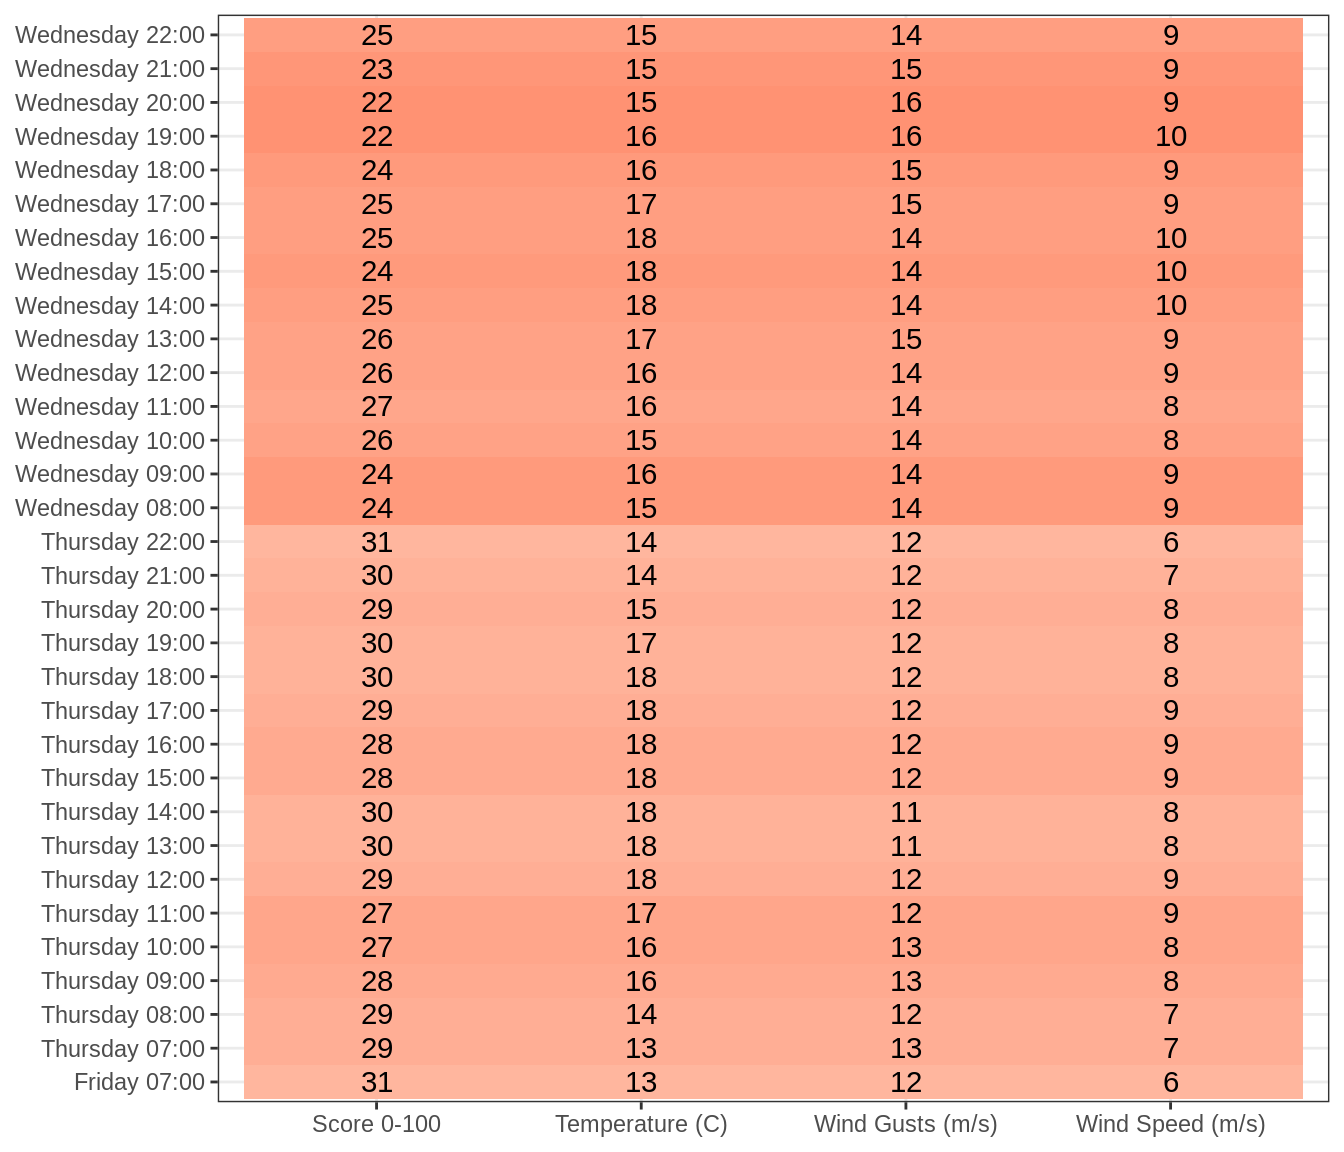 Wednesday 22:00 25 15 14 9
Wednesday 21:00 23 15 15 9
Wednesday 20:00 22 15 16 9
Wednesday 19:00 22 16 16 10
Wednesday 18:00 24 16 15 9
Wednesday 17:00 25 17 15 9
Wednesday 16:00 25 18 14 10
Wednesday 15:00 24 18 14 10
Wednesday 14:00 25 18 14 10
Wednesday 13:00 26 17 15 9
Wednesday 12:00 26 16 14 9
Wednesday 11:00 27 16 14 8
Wednesday 10:00 26 15 14 8
Wednesday 09:00 24 16 14 9
Wednesday 08:00 24 15 14 9
Thursday 22:00 31 14 12 6
Thursday 21:00 30 14 12 7
Thursday 20:00 29 15 12 8
Thursday 19:00 30 17 12 8
Thursday 18:00 30 18 12 8
Thursday 17:00 29 18 12 9
Thursday 16:00 28 18 12 9
Thursday 15:00 28 18 12 9
Thursday 14:00 30 18 11 8
Thursday 13:00 30 18 11 8
Thursday 12:00 29 18 12 9
Thursday 11:00 27 17 12 9
Thursday 10:00 27 16 13 8
Thursday 09:00 28 16 13 8
Thursday 08:00 29 14 12 7
Thursday 07:00 29 13 13 7
Friday 07:00 31 13 12 6
Score 0-100 Temperature (C) Wind Gusts (m/s) Wind Speed (m/s)